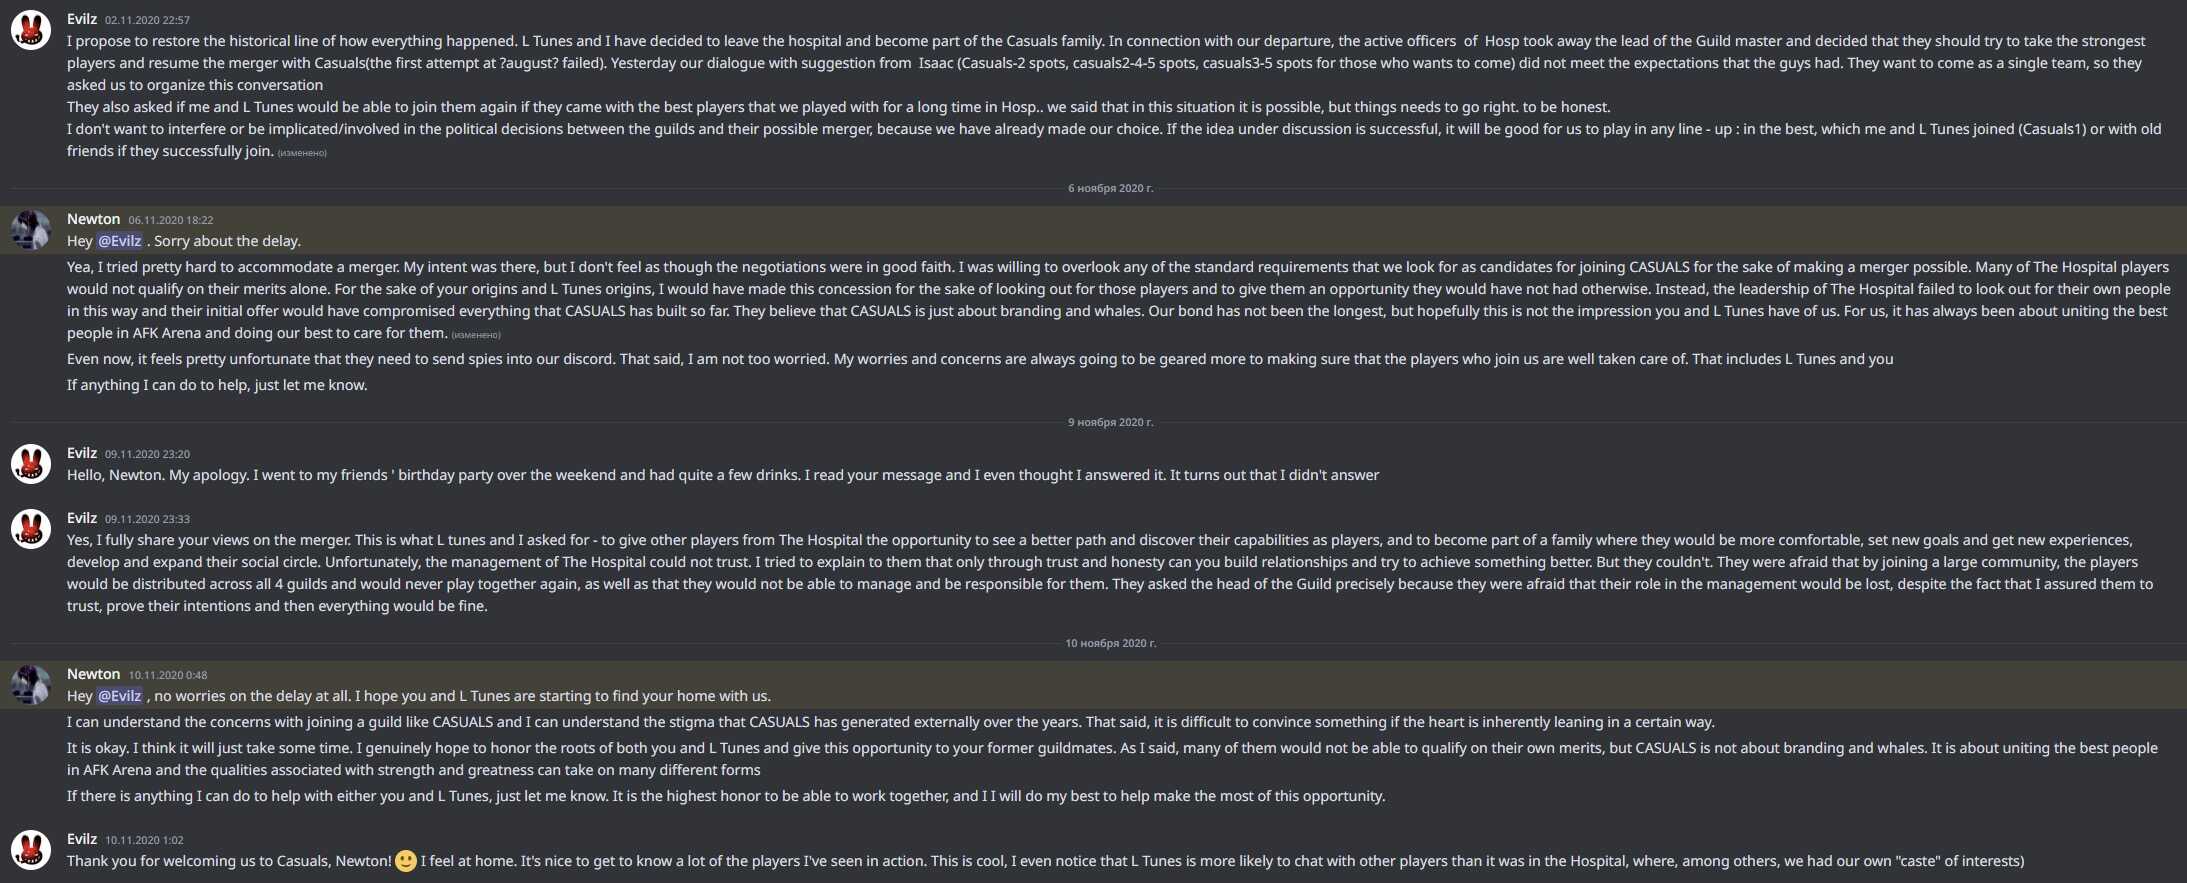 Evilz 02.11.2020 22:57
I propose to restore the historical line of how everything happened. L Tunes and I have decided to leave the hospital and become part of the Casuals family. In connection with our departure, the active officers of Hosp took away the lead of the Guild master and decided that they should try to take the strongest
players and resume the merger with Casuals(the first attempt at ?august? failed). Yesterday our dialogue with suggestion from Isaac (Casuals-2 spots, casuals2-4-5 spots, casuals3-5 spots for those who wants to come) did not meet the expectations that the guys had. They want to come as a single team, so they
asked us to organize this conversation
They also asked if me and L Tunes would be able to join them again if they came with the best players that we played with for a long time in Hosp.. we said that in this situation it is possible, but things needs to go right. to be honest.
I don't want to interfere or be implicated/involved in the political decisions between the guilds and their possible merger, because we have already made our choice. If the idea under discussion is successful, it will be good for us to play in any line - up : in the best, which me and L Tunes joined (Casuals1) or with old
friends if they successfully join. (изменено)
6 ноября 2020 г.
Newton 06.11.2020 18:22
Hey @Evilz . Sorry about the delay.
Yea, I tried pretty hard to accommodate a merger. My intent was there, but I don't feel as though the negotiations were in good faith. I was willing to overlook any of the standard requirements that we look for as candidates for joining CASUALS for the sake of making a merger possible. Many of The Hospital players
would not qualify on their merits alone. For the sake of your origins and L Tunes origins, I would have made this concession for the sake of looking out for those players and to give them an opportunity they would have not had otherwise. Instead, the leadership of The Hospital failed to look out for their own people
in this way and their initial offer would have compromised everything that CASUALS has built so far. They believe that CASUALS is just about branding and whales. Our bond has not been the longest, but hopefully this is not the impression you and L Tunes have of us. For us, it has always been about uniting the best
people in AFK Arena and doing our best to care for them. (изменено)
Even now, it feels pretty unfortunate that they need to send spies into our discord. That said, I am not too worried. My worries and concerns are always going to be geared more to making sure that the players who join us are well taken care of. That includes L Tunes and you
If anything I can do to help, just let me know.
9 ноября 2020 г.
Evilz 09.11.2020 23:20
Hello, Newton. My apology. I went to my friends ' birthday party over the weekend and had quite a few drinks. I read your message and I even thought I answered it. It turns out that I didn't answer
Evilz 09.11.2020 23:33
Yes, I fully share your views on the merger. This is what L tunes and I asked for - to give other players from The Hospital the opportunity to see a better path and discover their capabilities as players, and to become part of a family where they would be more comfortable, set new goals and get new experiences,
develop and expand their social circle. Unfortunately, the management of The Hospital could not trust. I tried to explain to them that only through trust and honesty can you build relationships and try to achieve something better. But they couldn't. They were afraid that by joining a large community, the players
would be distributed across all 4 guilds and would never play together again, as well as that they would not be able to manage and be responsible for them. They asked the head of the Guild precisely because they were afraid that their role in the management would be lost, despite the fact that I assured them to
trust, prove their intentions and then everything would be fine.
10 ноября 2020 г.
Newton 10.11.2020 0:48
Hey @Evilz , no worries on the delay at all. I hope you and L Tunes are starting to find your home with us.
I can understand the concerns with joining a guild like CASUALS and I can understand the stigma that CASUALS has generated externally over the years. That said, it is difficult to convince something if the heart is inherently leaning in a certain way.
It is okay. I think it will just take some time. I genuinely hope to honor the roots of both you and L Tunes and give this opportunity to your former guildmates. As I said, many of them would not be able to qualify on their own merits, but CASUALS is not about branding and whales. It is about uniting the best people
in AFK Arena and the qualities associated with strength and greatness can take on many different forms
If there is anything I can do to help with either you and L Tunes, just let me know. It is the highest honor to be able to work together, and I I will do my best to help make the most of this opportunity.
Evilz 10.11.2020 1:02
Thank you for welcoming us to Casuals, Newton! 🙂 I feel at home. It's nice to get to know a lot of the players I've seen in action. This is cool, I even notice that L Tunes is more likely to chat with other players than it was in the Hospital, where, among others, we had our own "caste" of interests)